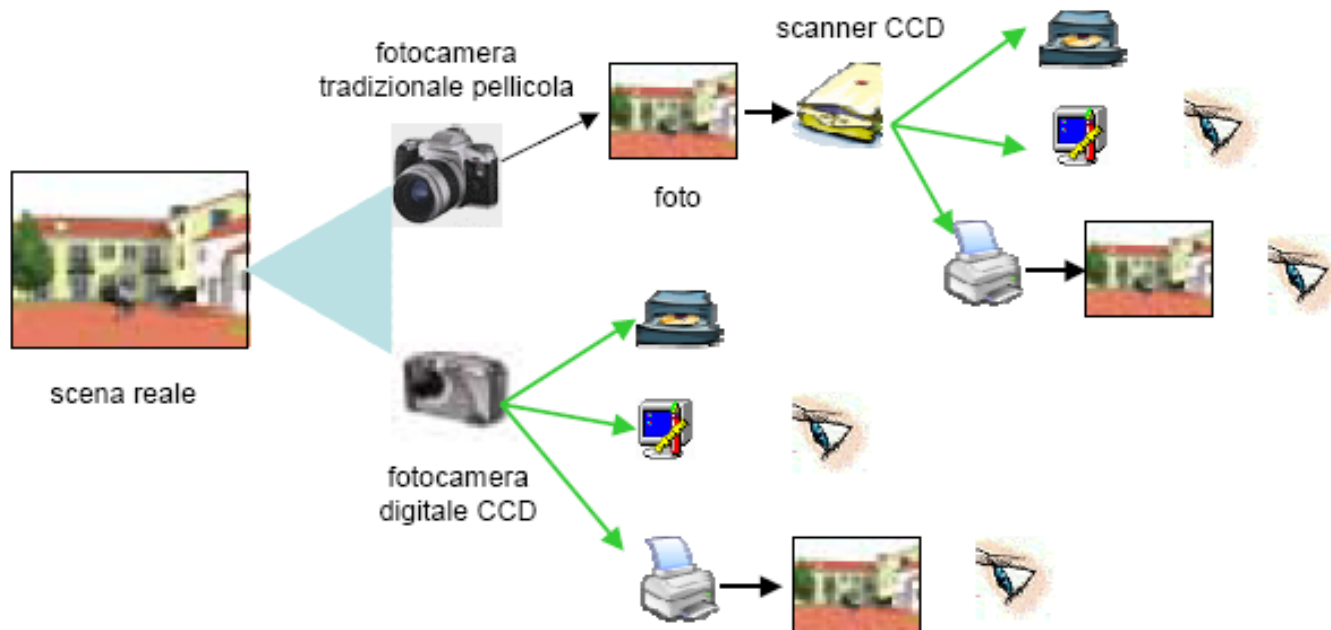 scanner CCD
fotocamera
tradizionale pellicola
foto
scena reale
fotocamera
digitale CCD